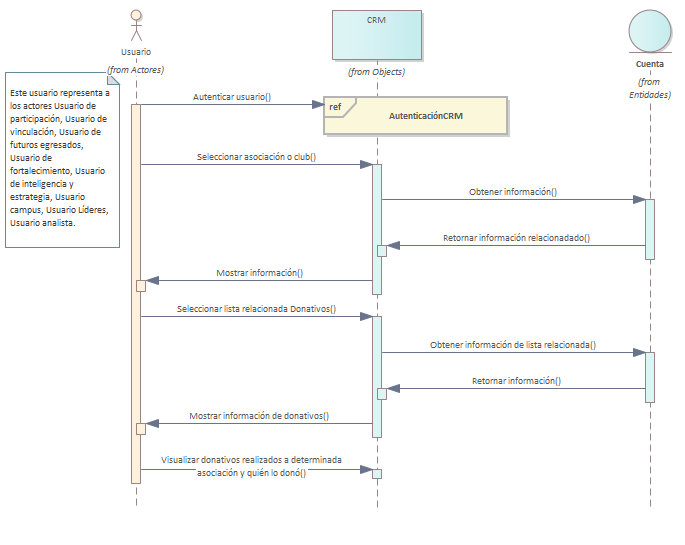 CRM
Usuario
(from Actores)
(from Objects)
Cuenta
(from
Entidades)
Este usuario representa a
los actores Usuario de
participación, Usuario de
vinculación, Usuario de
futuros egresados,
Usuario de
fortalecimiento, Usuario
de inteligencia y
estrategia, Usuario
campus, Usuario Líderes,
Usuario analista.
Autenticar usuario()
ref
AutenticaciónCRM
Seleccionar asociación o club()
Obtener información()
Retornar información relacionadado()
Mostrar información()
Seleccionar lista relacionada Donativos()
Obtener información de lista relacionada()
Retornar información()
Mostrar información de donativos()
Visualizar donativos realizados a determinada
asociación y quién lo donó()